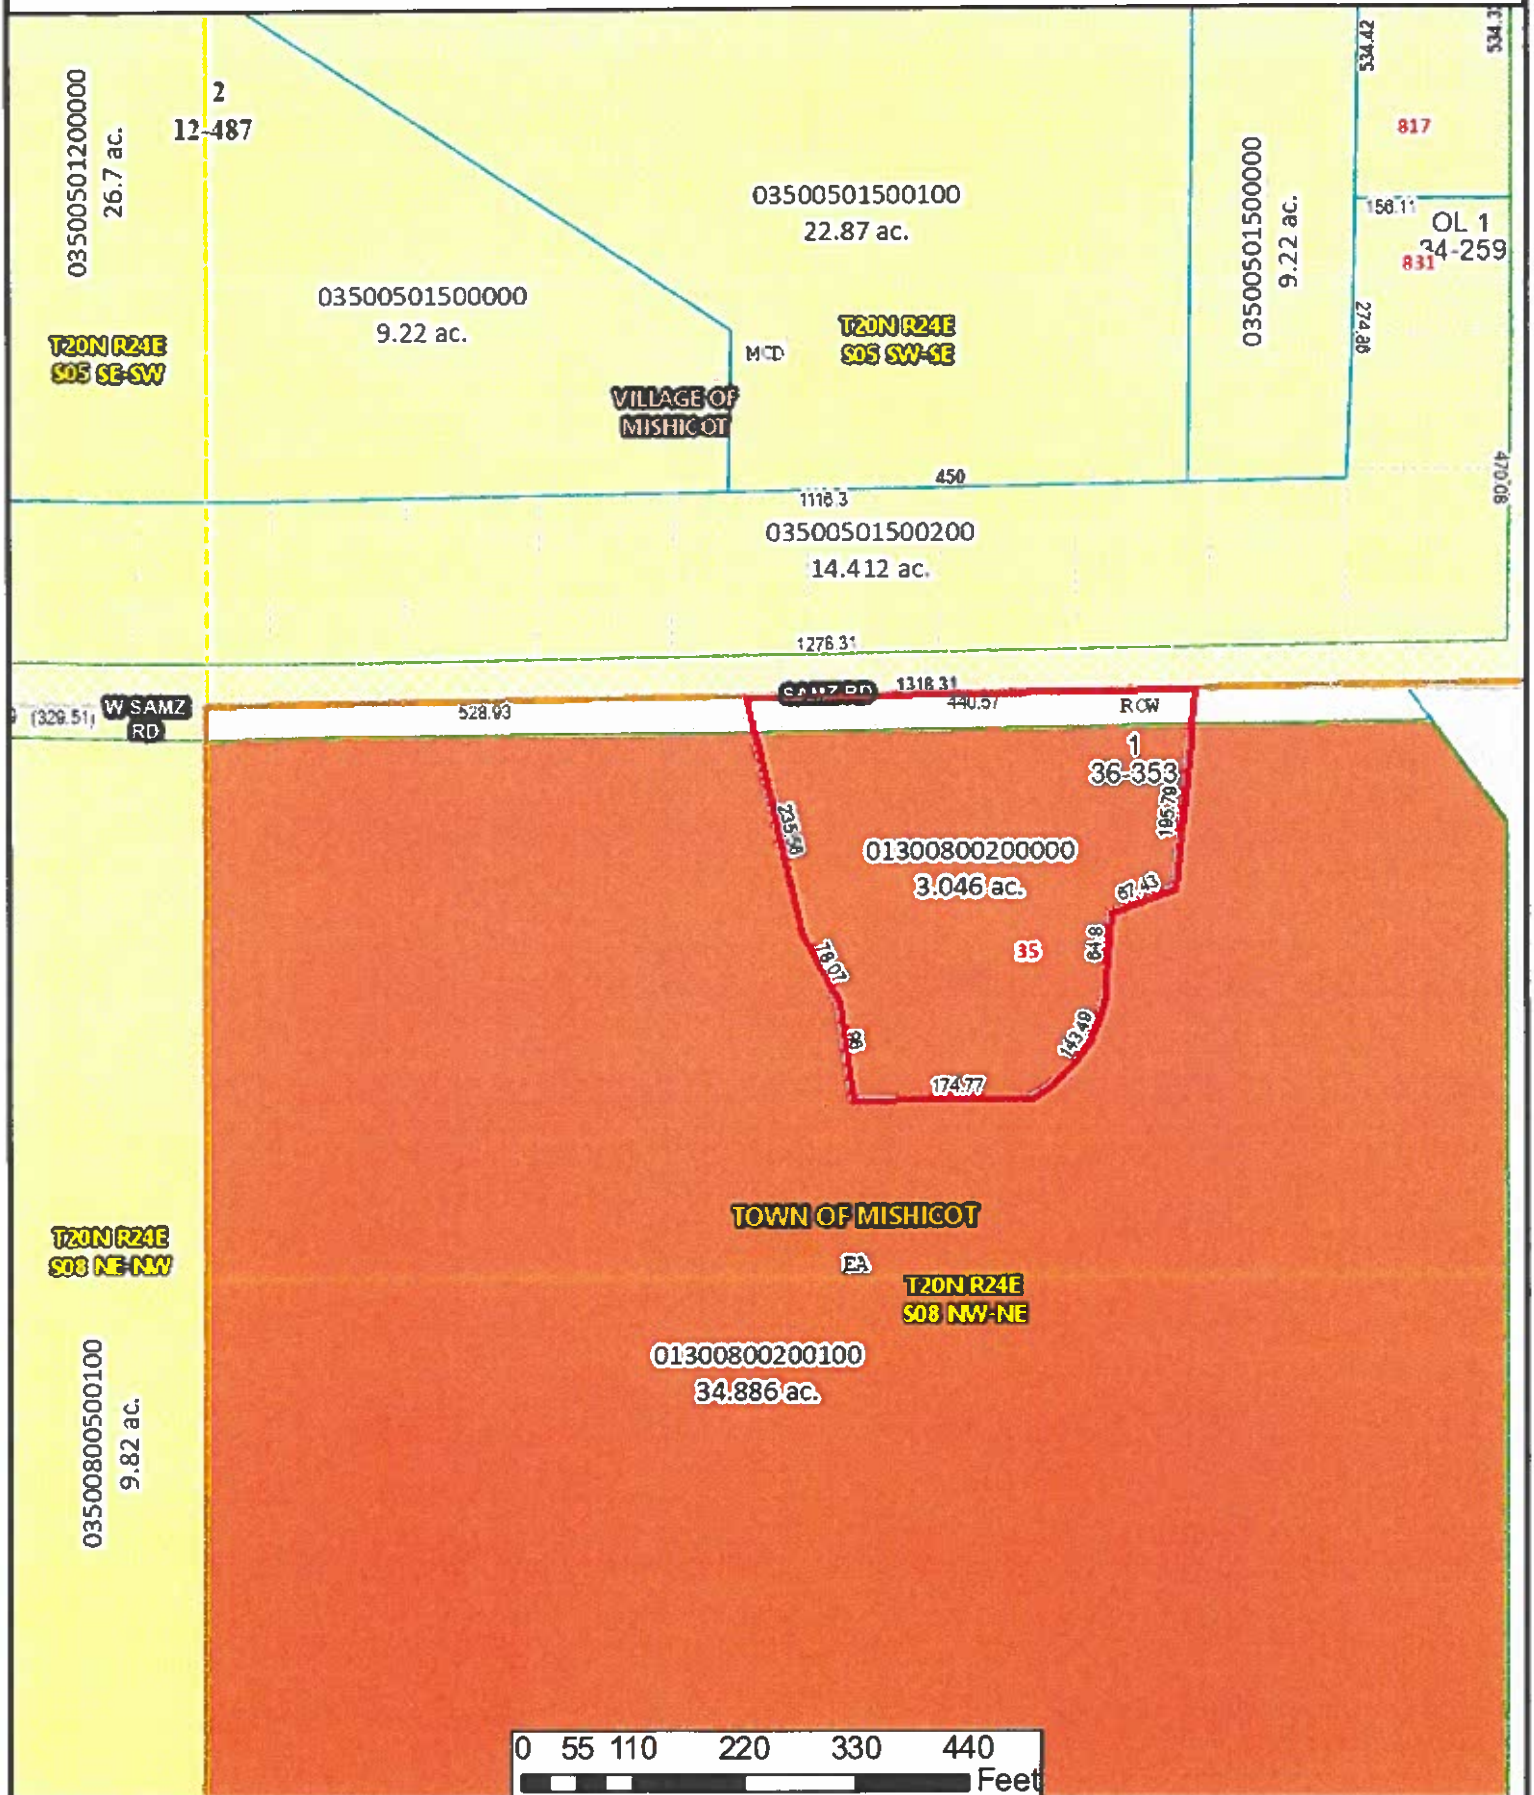 534.42
2
12-487
03500501200000
26.7 ac.
817
03500501500100
22.87 ac.
03500501500000
9.22 ac.
156.11
OL 1
34-259
831
03500501500000
9.22 ac.
274.86
T20N R24E
S05 SE-SW
T20N R24E
S05 SW-SE
MCD
VILLAGE OF
MISHICOT
450
1116.3
470.08
03500501500200
14.412 ac.
1276.31
1318.31
SAMZ RD
440.57
ROW
(329.51)
W SAMZ
RD
528.93
1
36-353
195.79
235.58
01300800200000
3.046 ac.
67.43
64.8
35
78.07
98
143.49
174.77
TOWN OF MISHICOT
EA
T20N R24E
S08 NE-NW
T20N R24E
S08 NW-NE
01300800200100
34.886 ac.
03500800500100
9.82 ac.
0 55 110 220 330 440
Feet